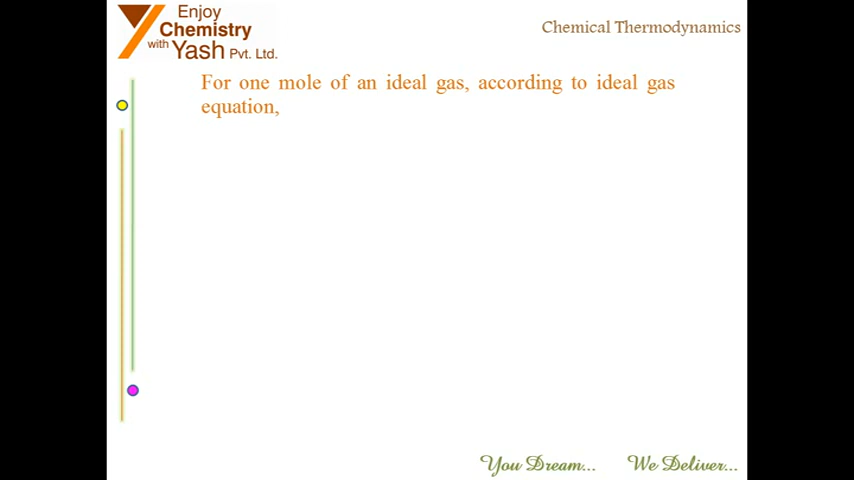 Enjoy
Chemistry
with Yash Pvt. Ltd.
Chemical Thermodynamics
For one mole of an ideal gas, according to ideal gas
equation,
You Dream... We Deliver...